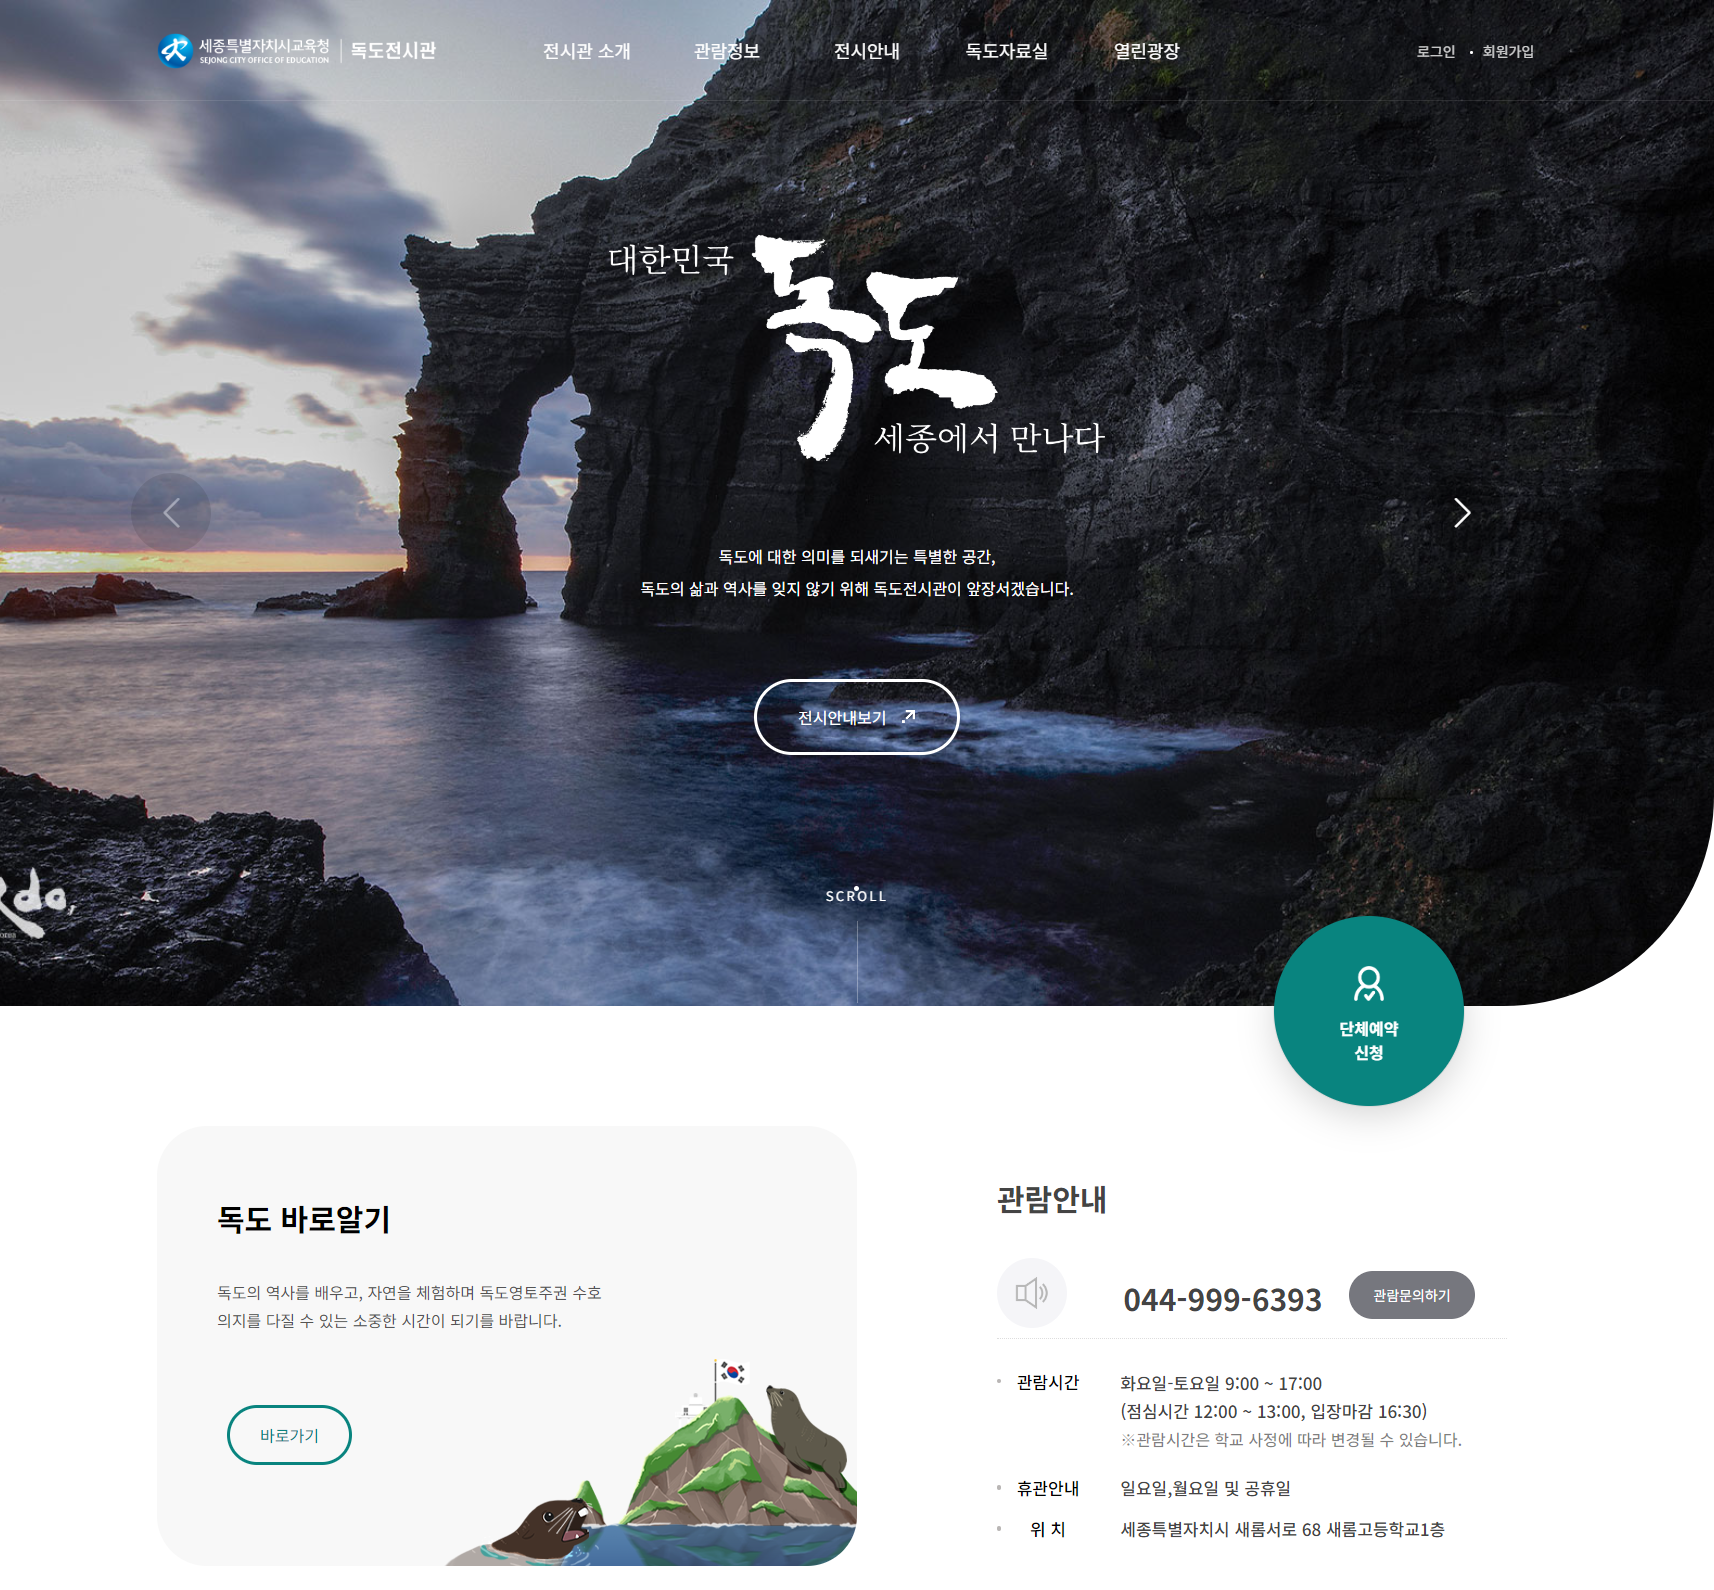 세종특별자치시교육청
SEJONG CITY OFFICE OF EDUCATION
독도전시관
전시관 소개
관람정보
전시안내
독도자료실
열린광장
로그인
회원가입
대한민국
독도
세종에서 만나다
독도에 대한 의미를 되새기는 특별한 공간,
독도의 삶과 역사를 잊지 않기 위해 독도전시관이 앞장서겠습니다.
전시안내보기
SCROLL
단체예약
신청
독도 바로알기
독도의 역사를 배우고, 자연을 체험하며 독도영토주권 수호
의지를 다질 수 있는 소중한 시간이 되기를 바랍니다.
바로가기
관람안내
044-999-6393
관람문의하기
관람시간
화요일-토요일 9:00 ~ 17:00
(점심시간 12:00 ~ 13:00, 입장마감 16:30)
※관람시간은 학교 사정에 따라 변경될 수 있습니다.
휴관안내
일요일,월요일 및 공휴일
위 치
세종특별자치시 새롬서로 68 새롬고등학교1층